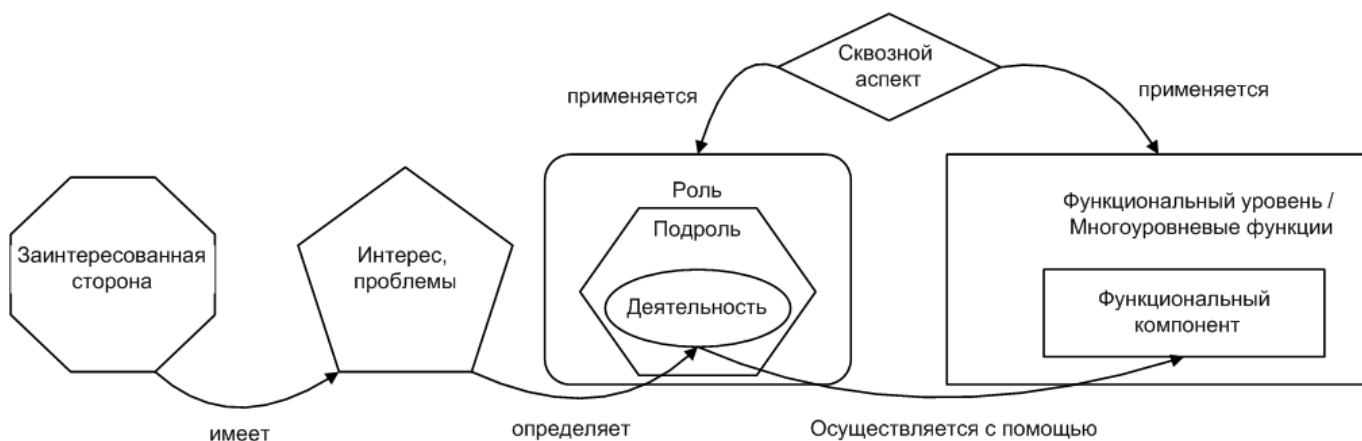 Сквозной
аспект
применяется
применяется
Заинтересованная
сторона
Интерес,
проблемы
Роль
Подроль
Деятельность
Функциональный уровень /
Многоуровневые функции
Функциональный
компонент
имеет
определяет
Осуществляется с помощью